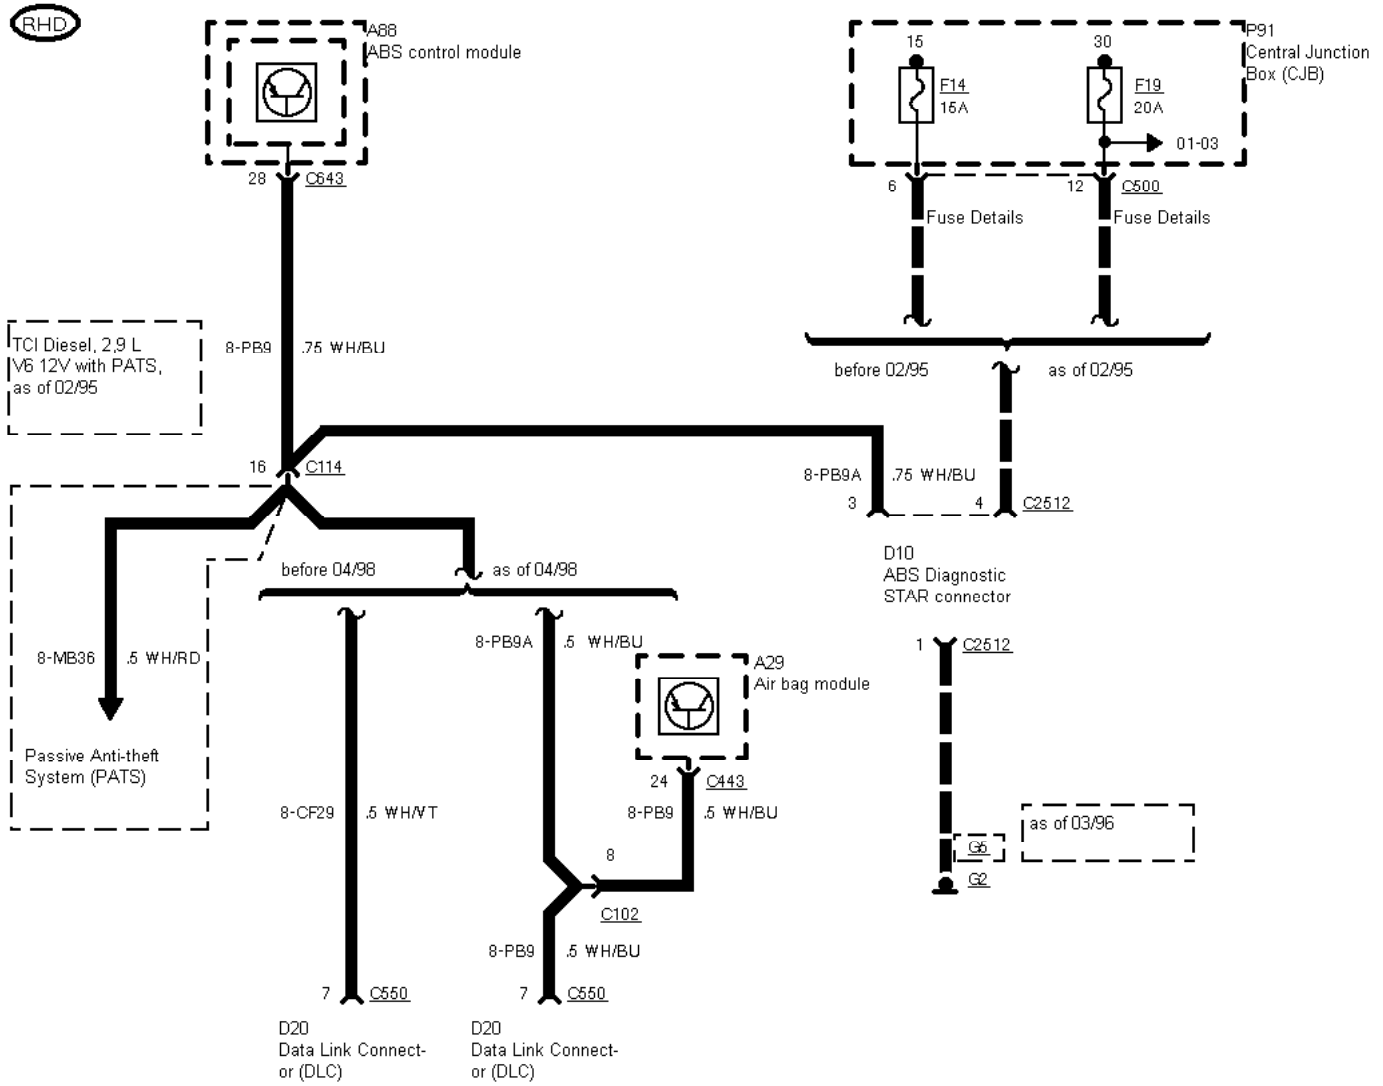 RHD
A88
ABS control module
P91
Central Junction
Box (CJB)
15
30
F14
15A
F19
20A
01-03
28
C643
6
12
C500
Fuse Details
Fuse Details
TCI Diesel, 2,9 L
V6 12V with PATS,
as of 02/95
8-PB9
.75 WH/BU
before 02/95
as of 02/95
16
C114
8-PB9A
.75 WH/BU
3
4
C2512
D10
ABS Diagnostic
STAR connector
before 04/98
as of 04/98
8-MB36
.5 WH/RD
8-PB9A
.5 WH/BU
1
C2512
A29
Air bag module
Passive Anti-theft
System (PATS)
24
C443
8-CF29
.5 WH/VT
8-PB9
.5 WH/BU
as of 03/96
G5
G2
8
C102
8-PB9
.5 WH/BU
7
C550
7
C550
D20
Data Link Connect-
or (DLC)
D20
Data Link Connect-
or (DLC)